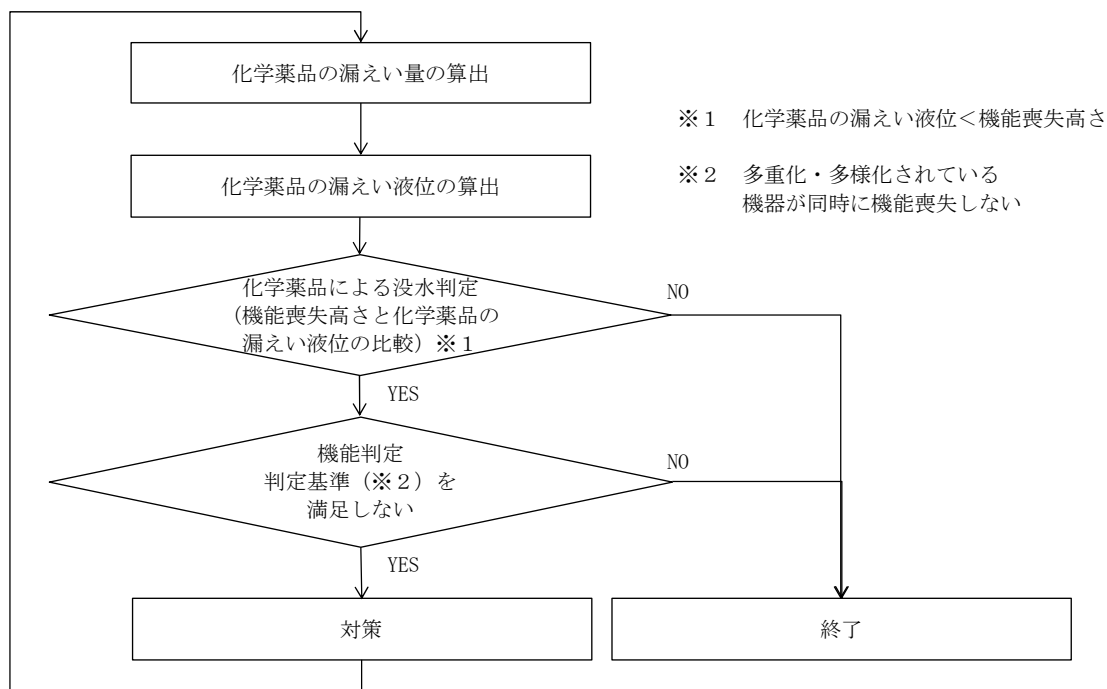 化学薬品の漏えい量の算出
※１　化学薬品の漏えい液位＜機能喪失高さ
化学薬品の漏えい液位の算出
※２　多重化・多様化されている
機器が同時に機能喪失しない
化学薬品による没水判定
（機能喪失高さと化学薬品の
漏えい液位の比較）※１
NO
YES
機能判定
判定基準（※２）を
満足しない
NO
YES
対策
終了